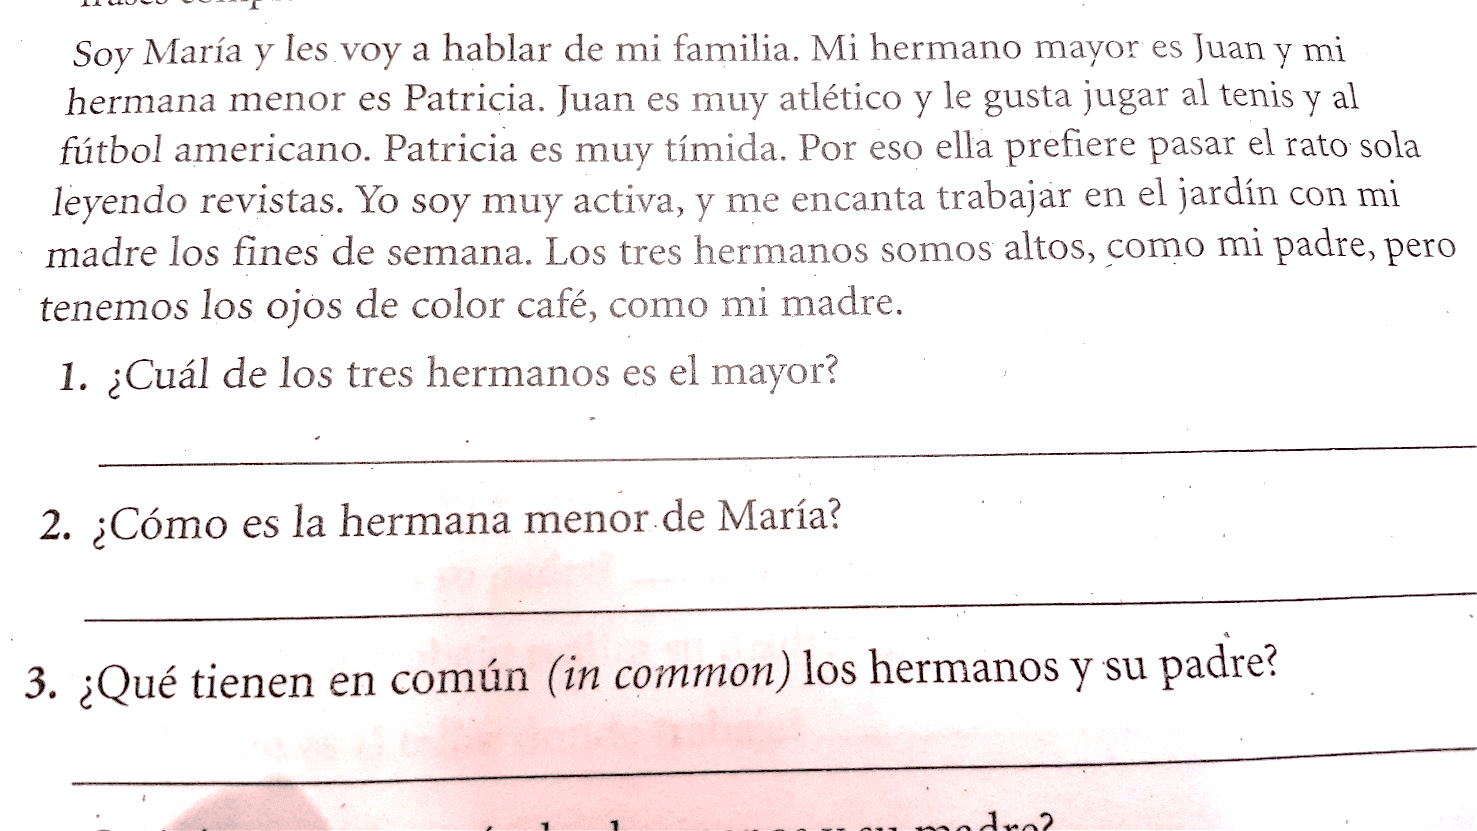 Soy María y les voy a hablar de mi familia. Mi hermano mayor es Juan y mi
hermana menor es Patricia. Juan es muy atlético y le gusta jugar al tenis y al
fútbol americano. Patricia es muy tímida. Por eso ella prefiere pasar el rato sola
leyendo revistas. Yo soy muy activa, y me encanta trabajar en el jardín con mi
madre los fines de semana. Los tres hermanos somos altos, como mi padre, pero
tenemos los ojos de color café, como mi madre.
1. ¿Cuál de los tres hermanos es el mayor?
2. ¿Cómo es la hermana menor de María?
3. ¿Qué tienen en común (in common) los hermanos y su padre?
y su madre?